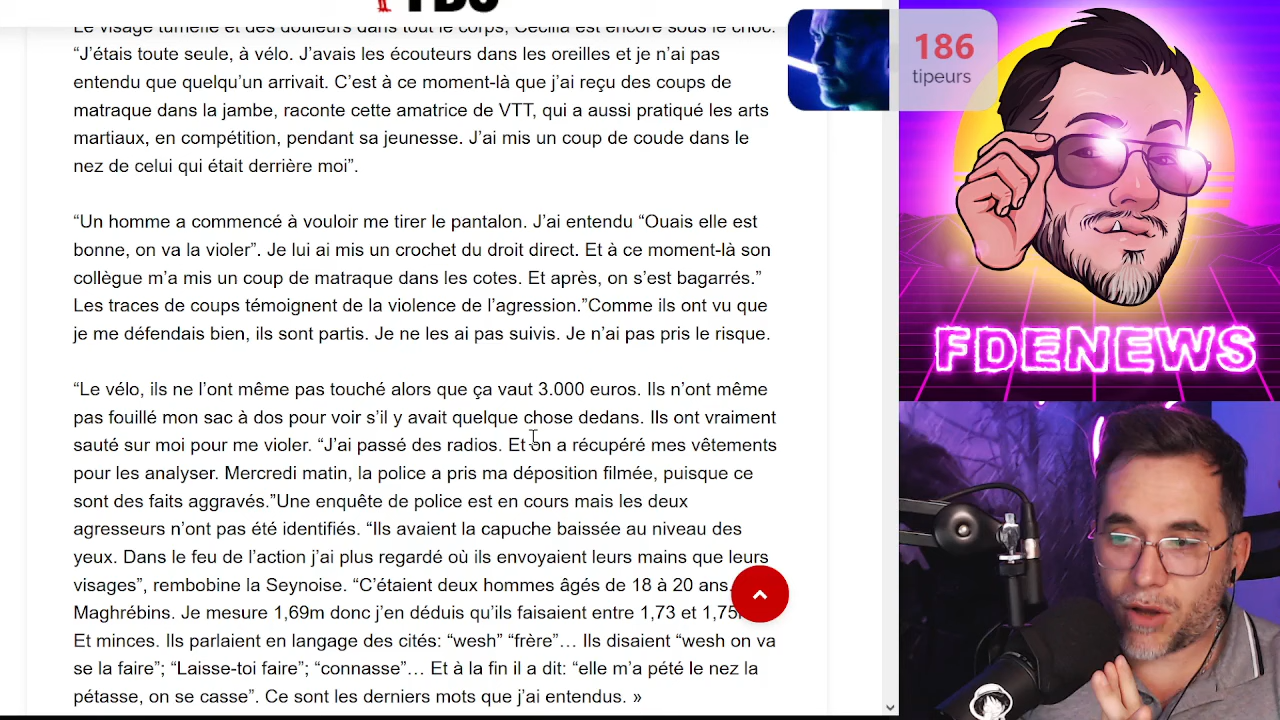 Le visage tuméfié et des douleurs dans tout le corps, Cécilia est encore sous le choc.
“J’étais toute seule, à vélo. J’avais les écouteurs dans les oreilles et je n’ai pas
entendu que quelqu’un arrivait. C’est à ce moment-là que j’ai reçu des coups de
matraque dans la jambe, raconte cette amatrice de VTT, qui a aussi pratiqué les arts
martiaux, en compétition, pendant sa jeunesse. J’ai mis un coup de coude dans le
nez de celui qui était derrière moi”.
“Un homme a commencé à vouloir me tirer le pantalon. J’ai entendu “Ouais elle est
bonne, on va la violer”. Je lui ai mis un crochet du droit direct. Et à ce moment-là son
collègue m’a mis un coup de matraque dans les cotes. Et après, on s’est bagarrés.”
Les traces de coups témoignent de la violence de l’agression.”Comme ils ont vu que
je me défendais bien, ils sont partis. Je ne les ai pas suivis. Je n’ai pas pris le risque.
“Le vélo, ils ne l’ont même pas touché alors que ça vaut 3.000 euros. Ils n’ont même
pas fouillé mon sac à dos pour voir s’il y avait quelque chose dedans. Ils ont vraiment
sauté sur moi pour me violer. “J’ai passé des radios. Et on a récupéré mes vêtements
pour les analyser. Mercredi matin, la police a pris ma déposition filmée, puisque ce
sont des faits aggravés.”Une enquête de police est en cours mais les deux
agresseurs n’ont pas été identifiés. “Ils avaient la capuche baissée au niveau des
yeux. Dans le feu de l’action j’ai plus regardé où ils envoyaient leurs mains que leurs
visages”, rembobine la Seynoise. “C’étaient deux hommes âgés de 18 à 20 ans.
Maghrébins. Je mesure 1,69m donc j’en déduis qu’ils faisaient entre 1,73 et 1,75
Et minces. Ils parlaient en langage des cités: “wesh” “frère”… Ils disaient “wesh on va
se la faire”; “Laisse-toi faire”; “connasse”… Et à la fin il a dit: “elle m’a pété le nez la
pétasse, on se casse”. Ce sont les derniers mots que j’ai entendus. »
186
tipeurs
FDENEWS